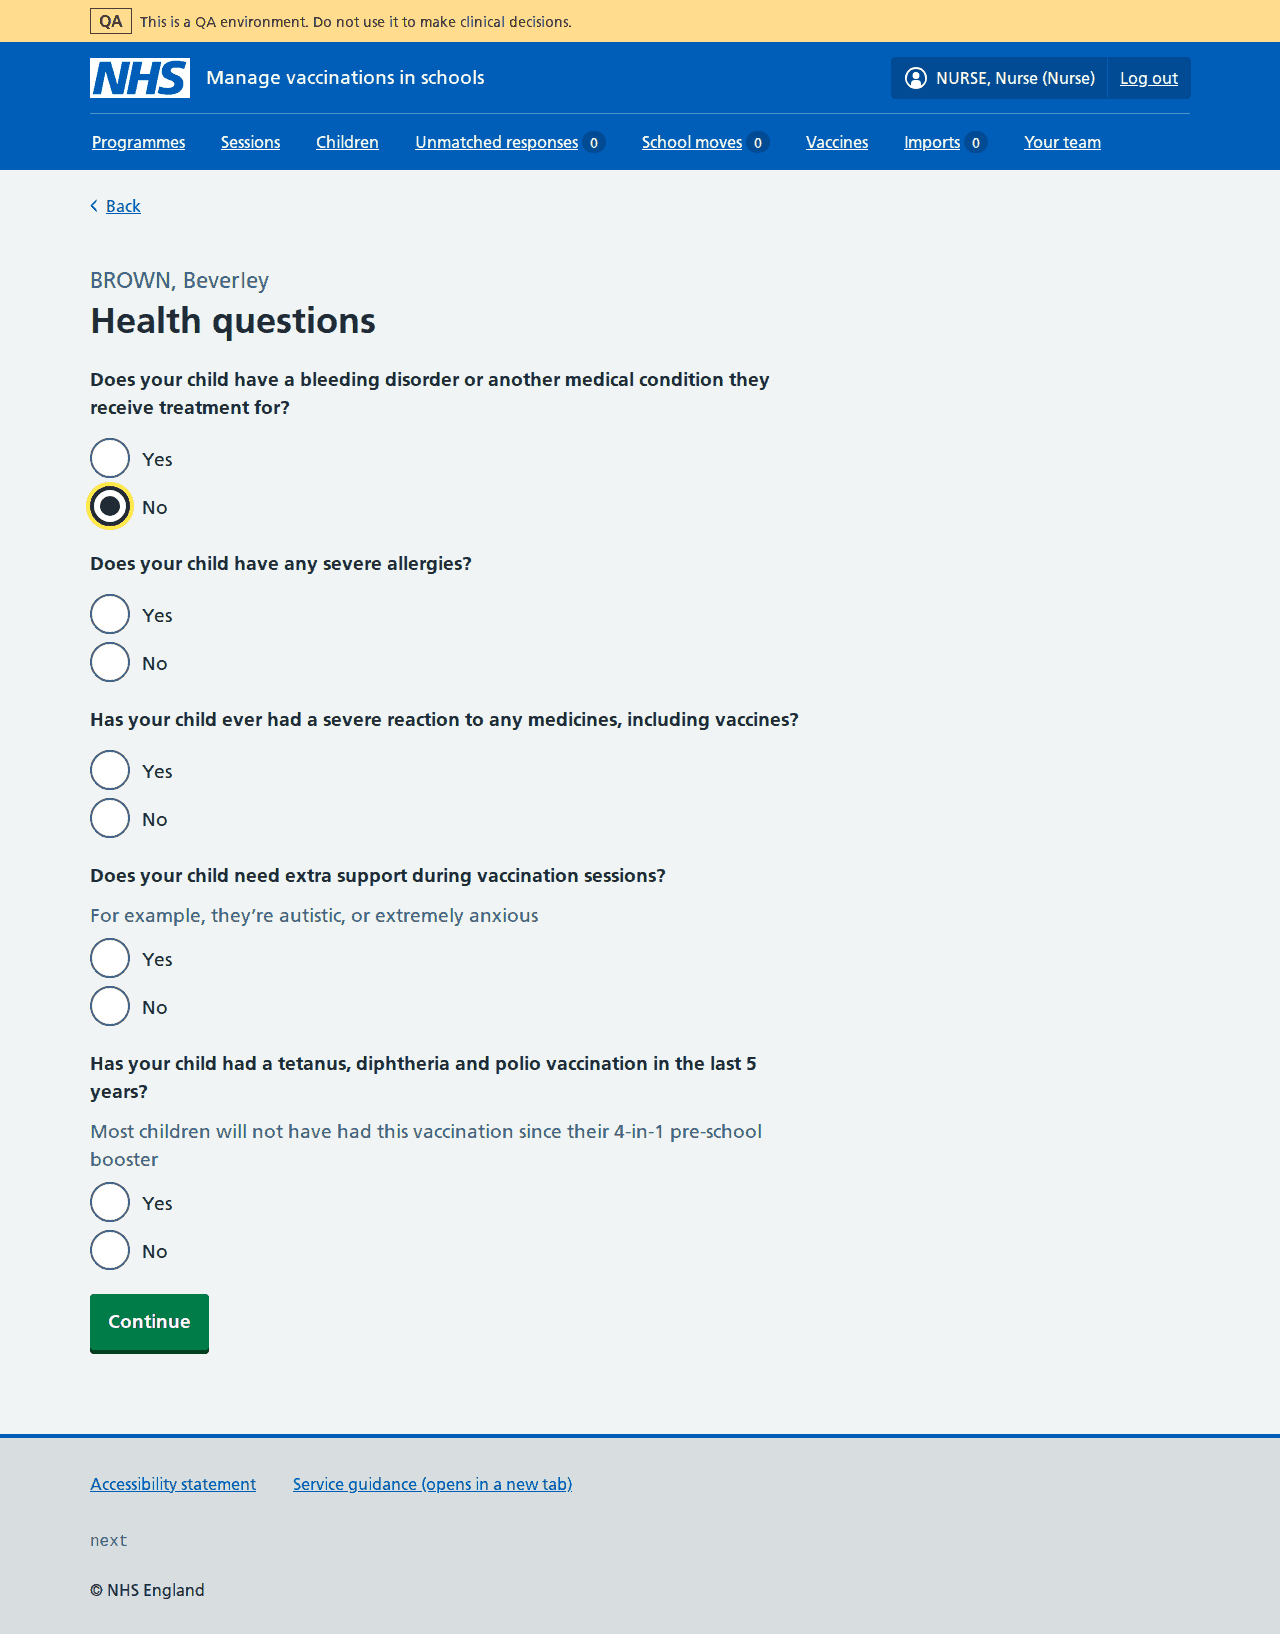 QA This is a QA environment. Do not use it to make clinical decisions.
NHS Manage vaccinations in schools NURSE, Nurse (Nurse) Log out
Programmes Sessions Children Unmatched responses 0 School moves 0 Vaccines Imports 0 Your team
Back
BROWN, Beverley
Health questions
Does your child have a bleeding disorder or another medical condition they
receive treatment for?
Yes
No
Does your child have any severe allergies?
Yes
No
Has your child ever had a severe reaction to any medicines, including vaccines?
Yes
No
Does your child need extra support during vaccination sessions?
For example, they’re autistic, or extremely anxious
Yes
No
Has your child had a tetanus, diphtheria and polio vaccination in the last 5
years?
Most children will not have had this vaccination since their 4-in-1 pre-school
booster
Yes
No
Continue
Accessibility statement Service guidance (opens in a new tab)
next
© NHS England